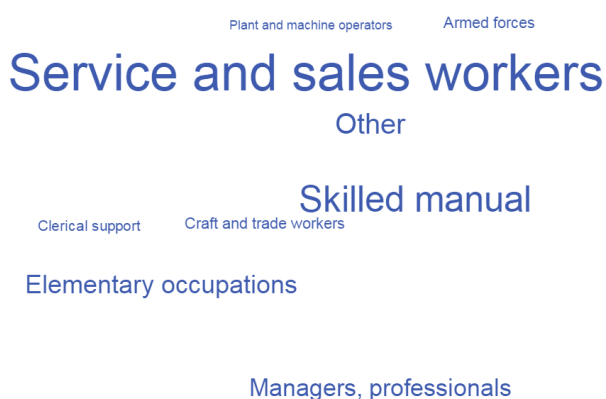 Plant and machine operators
Armed forces
Service and sales workers
Other
Skilled manual
Clerical support
Craft and trade workers
Elementary occupations
Managers, professionals